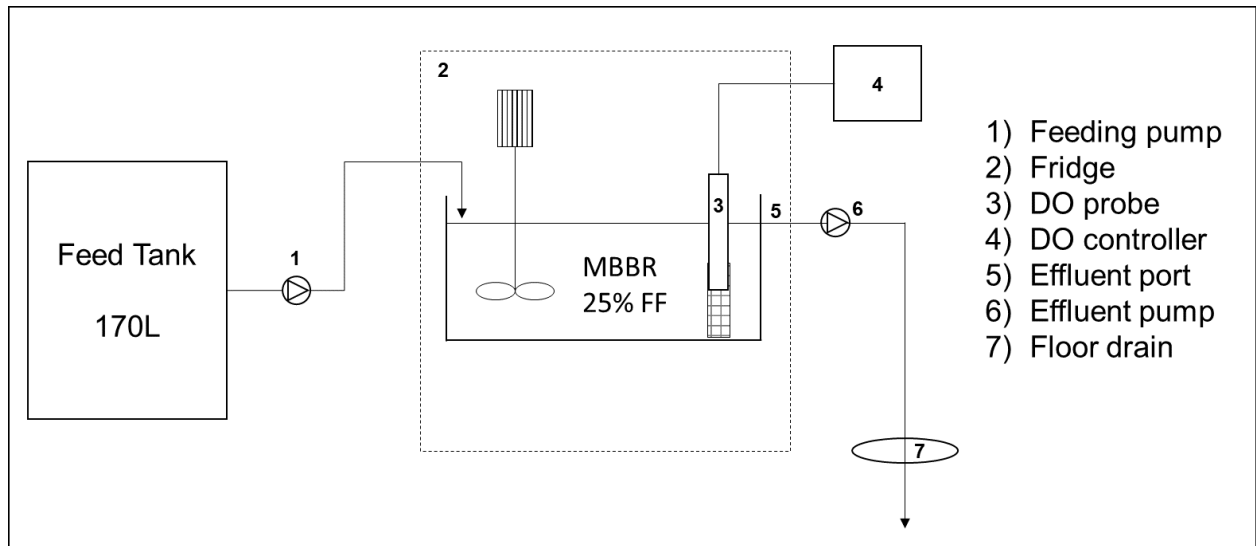 2
4
Feed Tank
170L
1
3
5
6
MBBR
25% FF
7
1) Feeding pump
2) Fridge
3) DO probe
4) DO controller
5) Effluent port
6) Effluent pump
7) Floor drain